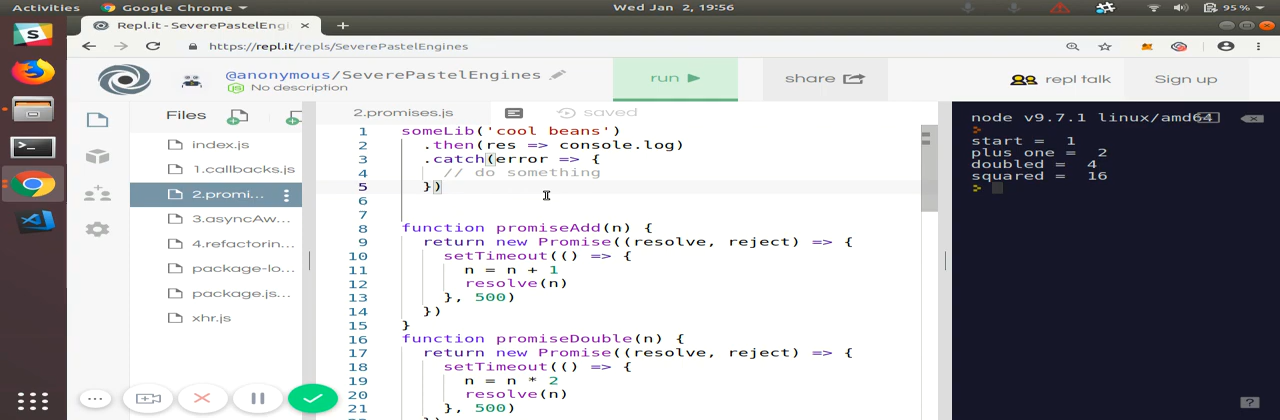 Activities Google Chrome Wed Jan 2, 19:56 95 %
Repl.it - SeverePastelEngi
https://repl.it/repls/SeverePastelEngines
@anonymous/SeverePastelEngines
No description
run
share
repl talk
Sign up
Files
index.js
1.callbacks.js
2.promi...
3.asyncAw...
4.refactorin...
package-lo...
package.js...
xhr.js
2.promises.js saved
1 someLib('cool beans')
2 .then(res => console.log)
3 .catch(error => {
4 // do something
5 })
6
7
8 function promiseAdd(n) {
9 return new Promise((resolve, reject) => {
10 setTimeout(() => {
11 n = n + 1
12 resolve(n)
13 }, 500)
14 })
15 }
16 function promiseDouble(n) {
17 return new Promise((resolve, reject) => {
18 setTimeout(() => {
19 n = n * 2
20 resolve(n)
21 }, 500)
node v9.7.1 linux/amd64
start = 1
plus one = 2
doubled = 4
squared = 16